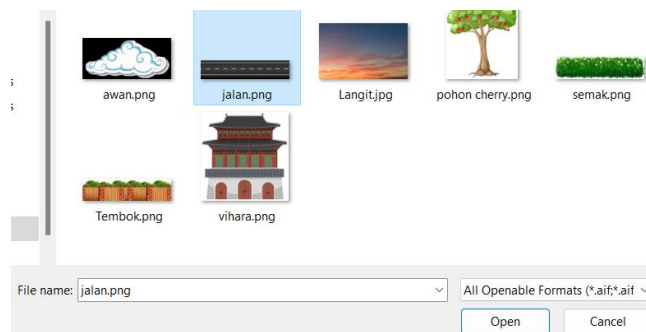 awan.png
jalan.png
Langit.jpg
pohon cherry.png
semak.png
Tembok.png
vihara.png
File name: jalan.png
All Openable Formats (*.aif;*.aif
Open
Cancel